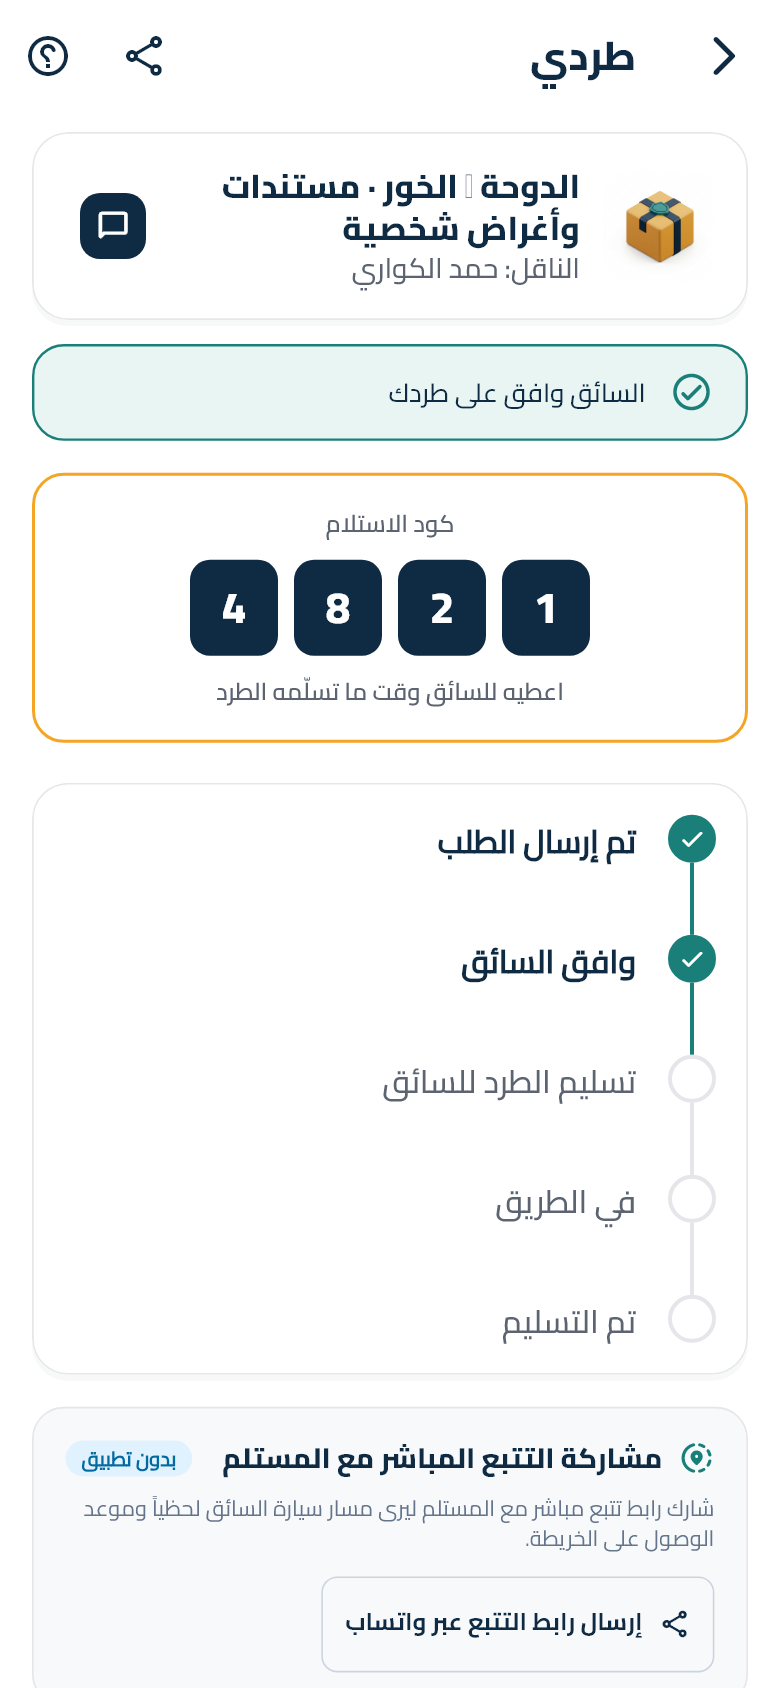 طردي
الدوحة ▯ الخور · مستندات
وأغراض شخصية
الناقل: حمد الكواري
السائق وافق على طردك
كود الاستلام
4 8 2 1
اعطيه للسائق وقت ما تسلّمه الطرد
تم إرسال الطلب
وافق السائق
تسليم الطرد للسائق
في الطريق
تم التسليم
مشاركة التتبع المباشر مع المستلم
بدون تطبيق
شارك رابط تتبع مباشر مع المستلم ليرى مسار سيارة السائق لحظياً وموعد
الوصول على الخريطة.
إرسال رابط التتبع عبر واتساب